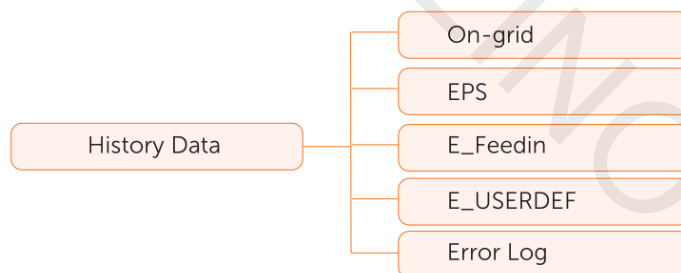 On-grid
EPS
History Data
E_Feedin
E_USERDEF
Error Log